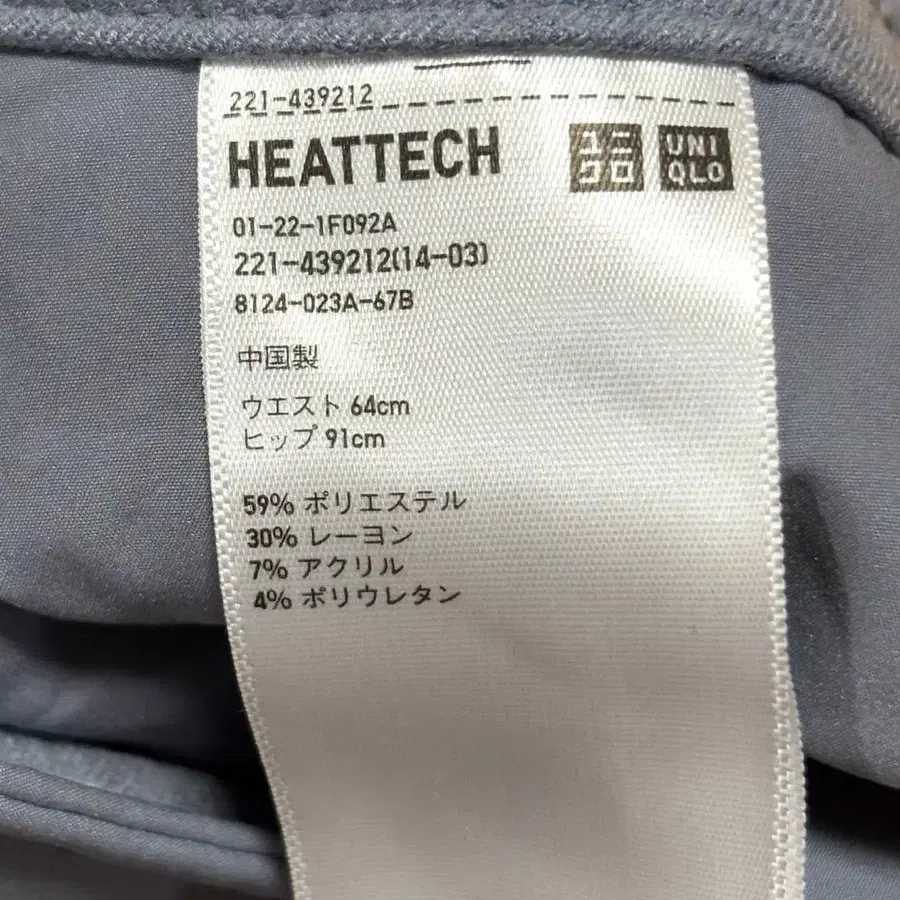 221-439212
HEATTECH
ユニクロ
UNIQLO
01-22-1F092A
221-439212(14-03)
8124-023A-67B
中国製
ウエスト 64cm
ヒップ 91cm
59% ポリエステル
30% レーヨン
7% アクリル
4% ポリウレタン